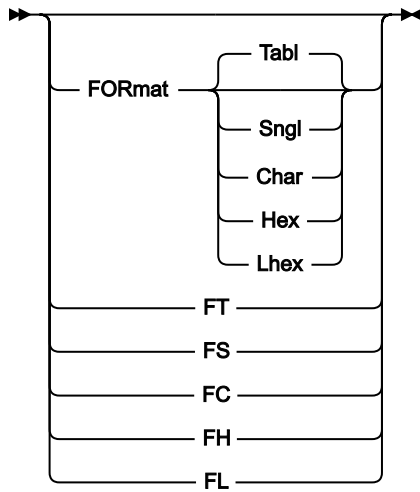 Tabl
FORmat
Sngl
Char
Hex
Lhex
FT
FS
FC
FH
FL